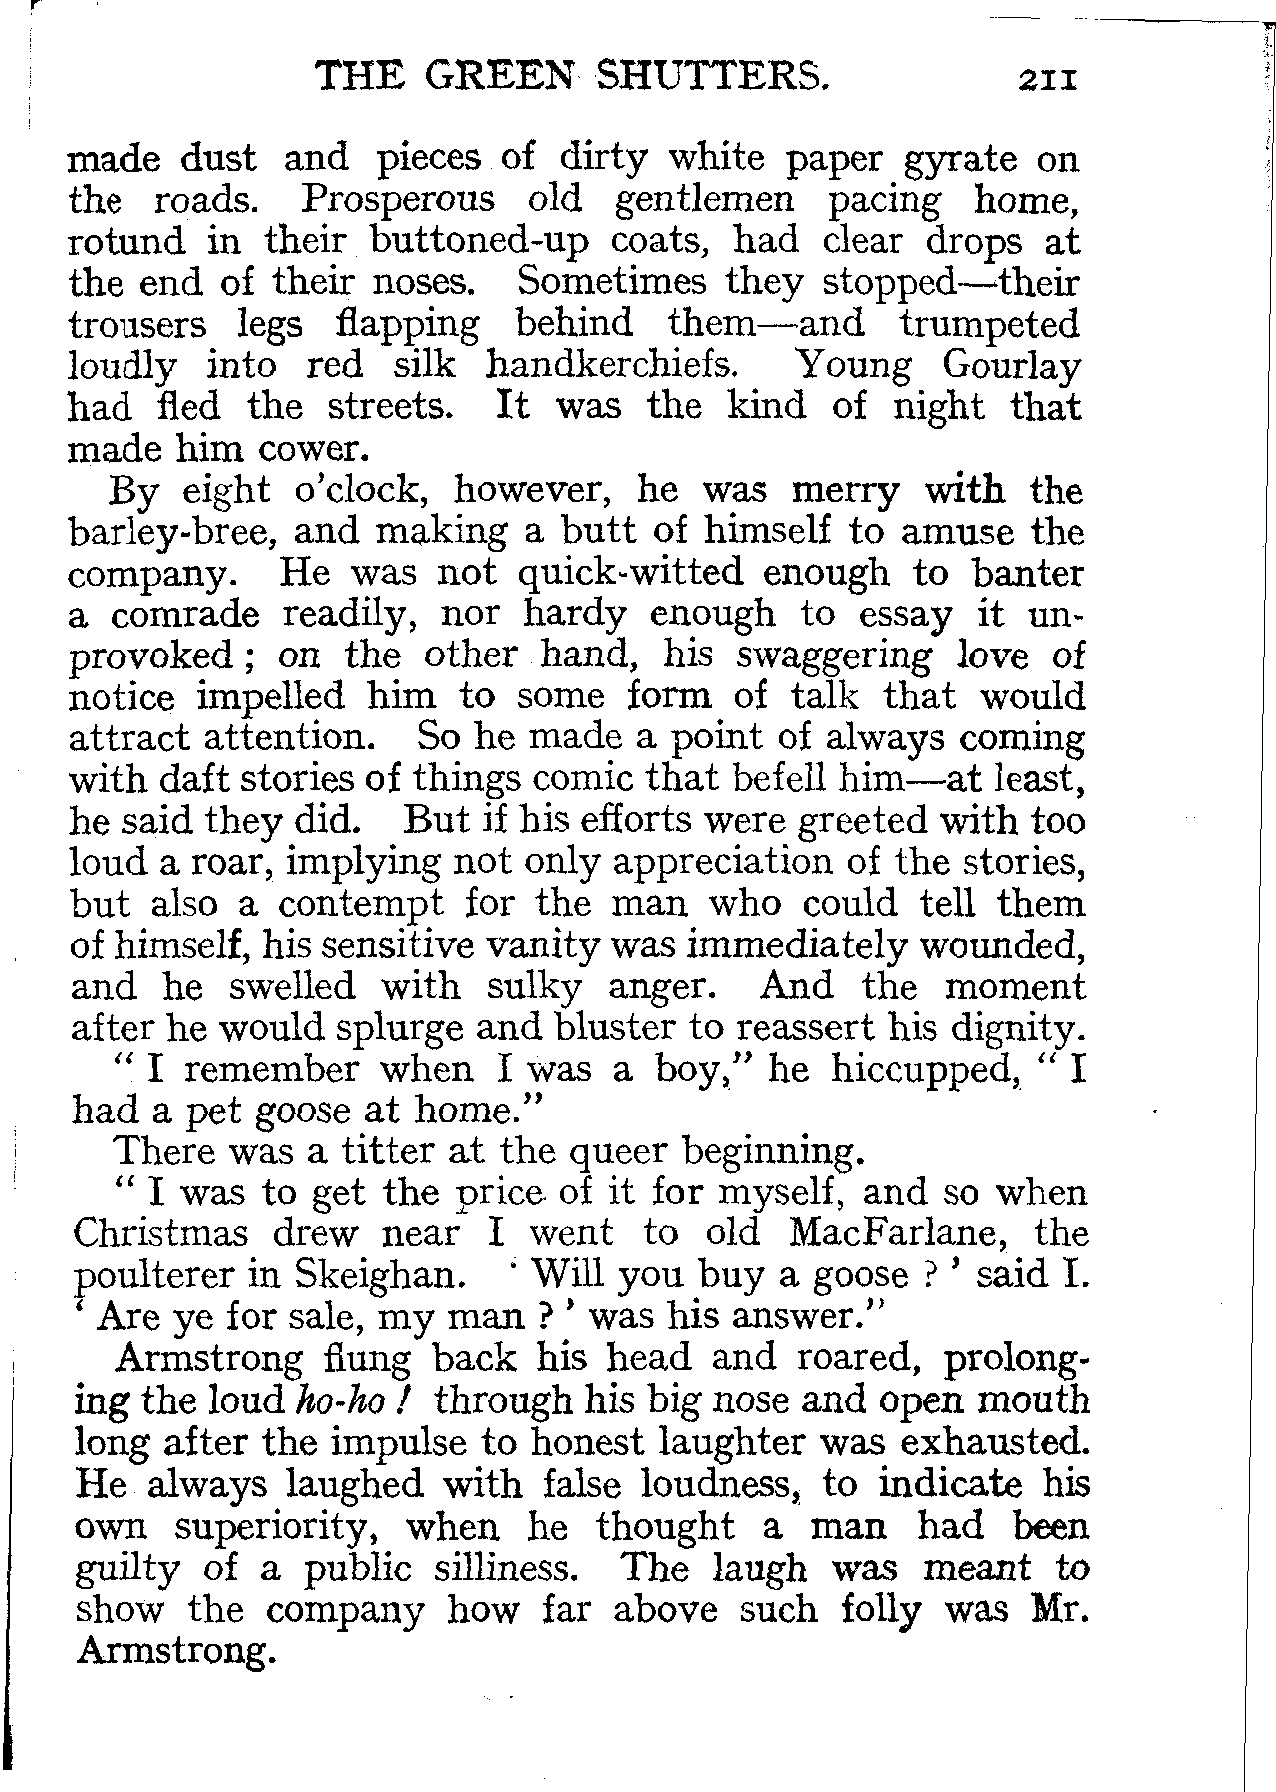 THE GREEN SHUTTERS. 211
made dust and pieces of dirty white paper gyrate on
the roads. Prosperous old gentlemen pacing home,
rotund in their buttoned-up coats, had clear drops at
the end of their noses. Sometimes they stopped—their
trousers legs flapping behind them—and trumpeted
loudly into red silk handkerchiefs. Young Gourlay
had fled the streets. It was the kind of night that
made him cower.
By eight o'clock, however, he was merry with the
barley-bree, and making a butt of himself to amuse the
company. He was not quick-witted enough to banter
a comrade readily, nor hardy enough to essay it un-
provoked ; on the other hand, his swaggering love of
notice impelled him to some form of talk that would
attract attention. So he made a point of always coming
with daft stories of things comic that befell him—at least,
he said they did. But if his efforts were greeted with too
loud a roar, implying not only appreciation of the stories,
but also a contempt for the man who could tell them
of himself, his sensitive vanity was immediately wounded,
and he swelled with sulky anger. And the moment
after he would splurge and bluster to reassert his dignity.
“ I remember when I was a boy,” he hiccupped, “ I
had a pet goose at home.”
There was a titter at the queer beginning.
“ I was to get the price of it for myself, and so when
Christmas drew near I went to old MacFarlane, the
poulterer in Skeighan. ‘ Will you buy a goose ? ’ said I.
‘ Are ye for sale, my man ? ’ was his answer.”
Armstrong flung back his head and roared, prolong-
ing the loud ho-ho ! through his big nose and open mouth
long after the impulse to honest laughter was exhausted.
He always laughed with false loudness, to indicate his
own superiority, when he thought a man had been
guilty of a public silliness. The laugh was meant to
show the company how far above such folly was Mr.
Armstrong.